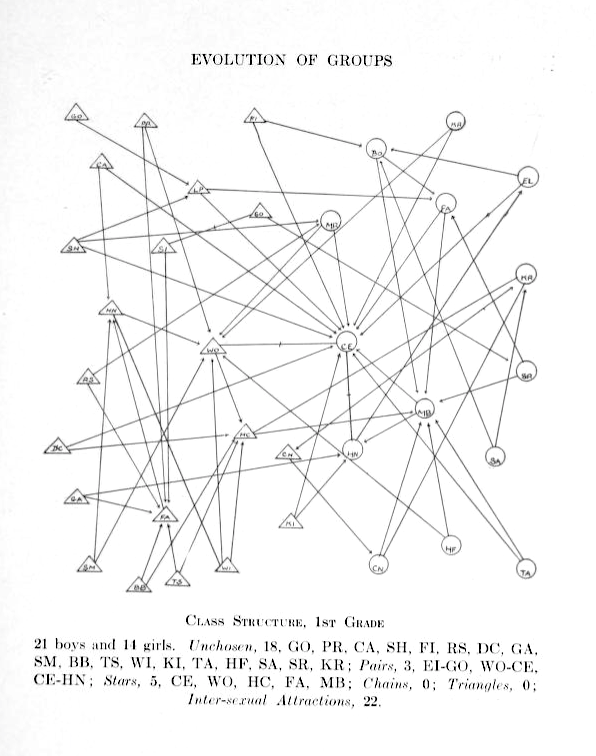 EVOLUTION OF GROUPS
GO
PR
FI
KR
BO
CA
EL
LP
FA
GO
MB
SH
SI
KR
HN
WO
CE
RS
SR
MB
HC
DC
CH
HN
SA
GA
FA
KI
HF
SM
BB
TS
WI
CN
TA
CLASS STRUCTURE, 1ST GRADE
21 boys and 14 girls. Unchosen, 18, GO, PR, CA, SH, FI, RS, DC, GA,
SM, BB, TS, WI, KI, TA, HF, SA, SR, KR; Pairs, 3, EI-GO, WO-CE,
CE-HN; Stars, 5, CE, WO, HC, FA, MB; Chains, 0; Triangles, 0;
Inter-sexual Attractions, 22.